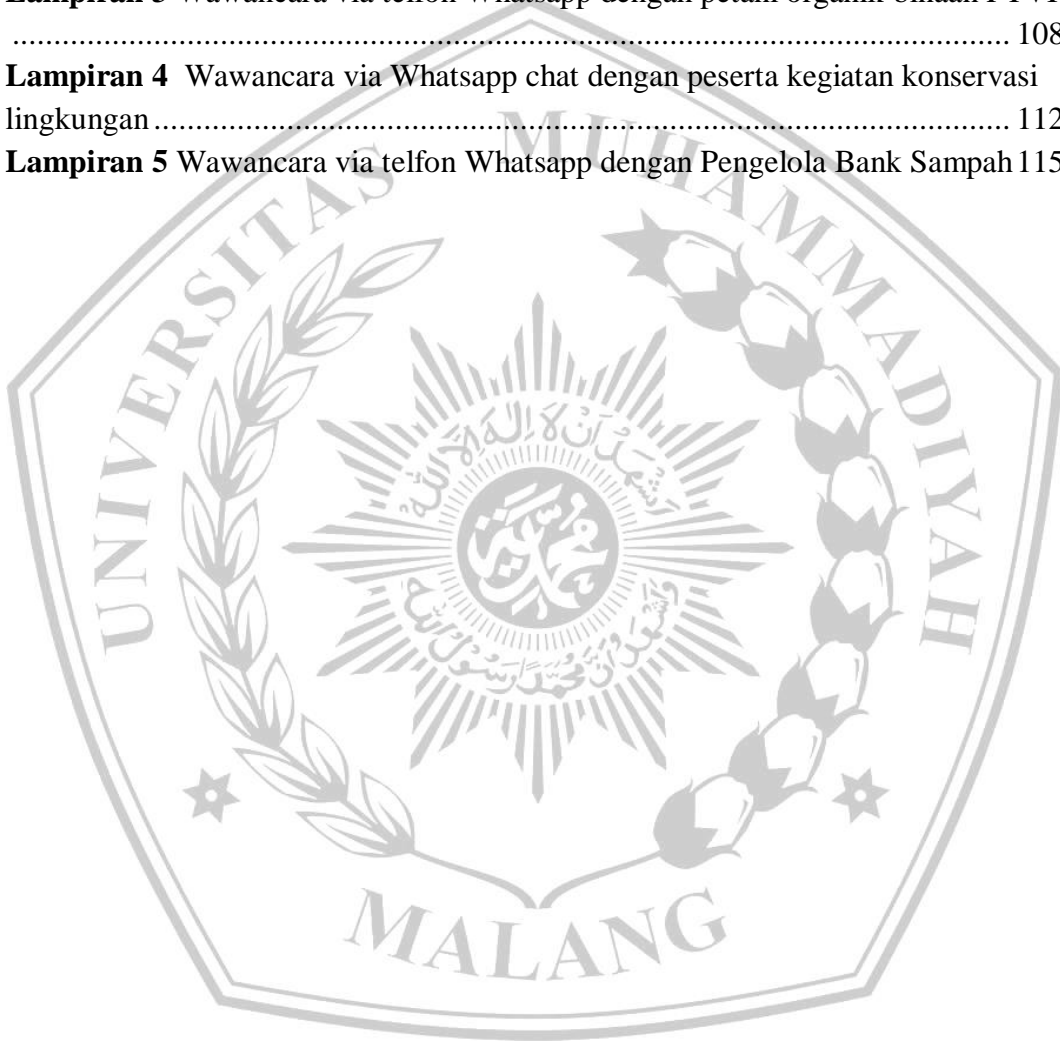 Lampiran 3 Wawancara via telfon Whatsapp dengan petani organik binaan
........................................................................................................................ 108
Lampiran 4 Wawancara via Whatsapp chat dengan peserta kegiatan konservasi
lingkungan ....................................................................................................... 112
Lampiran 5 Wawancara via telfon Whatsapp dengan Pengelola Bank Sampah 115
UNIVERSITAS MUHAMMADIYAH
MALANG